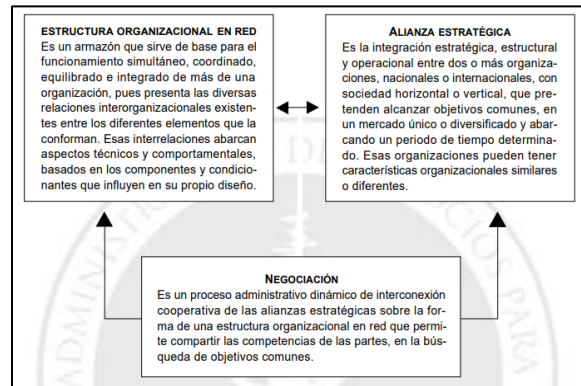 ESTRUCTURA ORGANIZACIONAL EN RED
Es un armazón que sirve de base para el
funcionamiento simultáneo, coordinado,
equilibrado e integrado de más de una
organización, pues presenta las diversas
relaciones interorganizacionales existen-
tes entre los diferentes elementos que la
conforman. Esas interrelaciones abarcan
aspectos técnicos y comportamentales,
basados en los componentes y condicio-
nantes que influyen en su propio diseño.
ALIANZA ESTRATÉGICA
Es la integración estratégica, estructural
y operacional entre dos o más organiza-
ciones, nacionales o internacionales, con
sociedad horizontal o vertical, que pre-
tenden alcanzar objetivos comunes, en
un mercado único o diversificado y abar-
cando un periodo de tiempo determina-
do. Esas organizaciones pueden tener
características organizacionales similares
o diferentes.
NEGOCIACIÓN
Es un proceso administrativo dinámico de interconexión
cooperativa de las alianzas estratégicas sobre la for-
ma de una estructura organizacional en red que permi-
te compartir las competencias de las partes, en la bús-
queda de objetivos comunes.